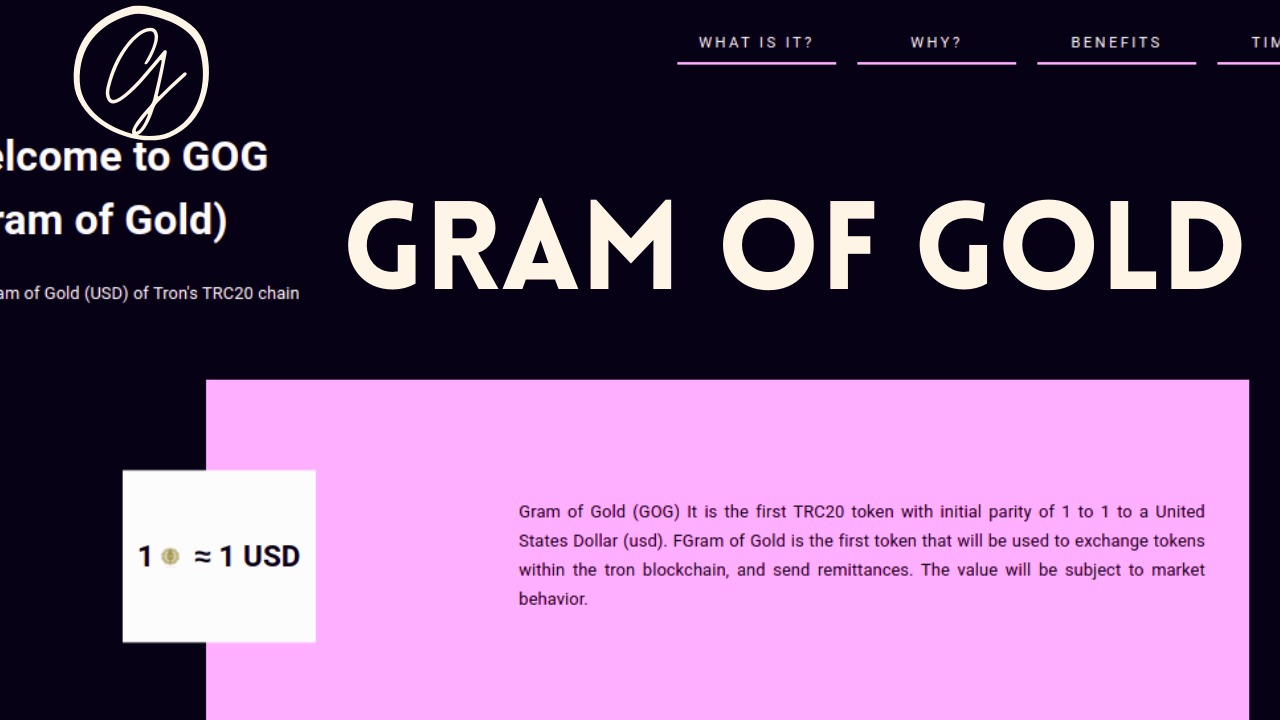 WHAT IS IT?
WHY?
BENEFITS
TIM
elcome to GOG
ram of Gold)
am of Gold (USD) of Tron's TRC20 chain
GRAM OF GOLD
1 ≈ 1 USD
Gram of Gold (GOG) It is the first TRC20 token with initial parity of 1 to 1 to a United
States Dollar (usd). FGram of Gold is the first token that will be used to exchange tokens
within the tron blockchain, and send remittances. The value will be subject to market
behavior.